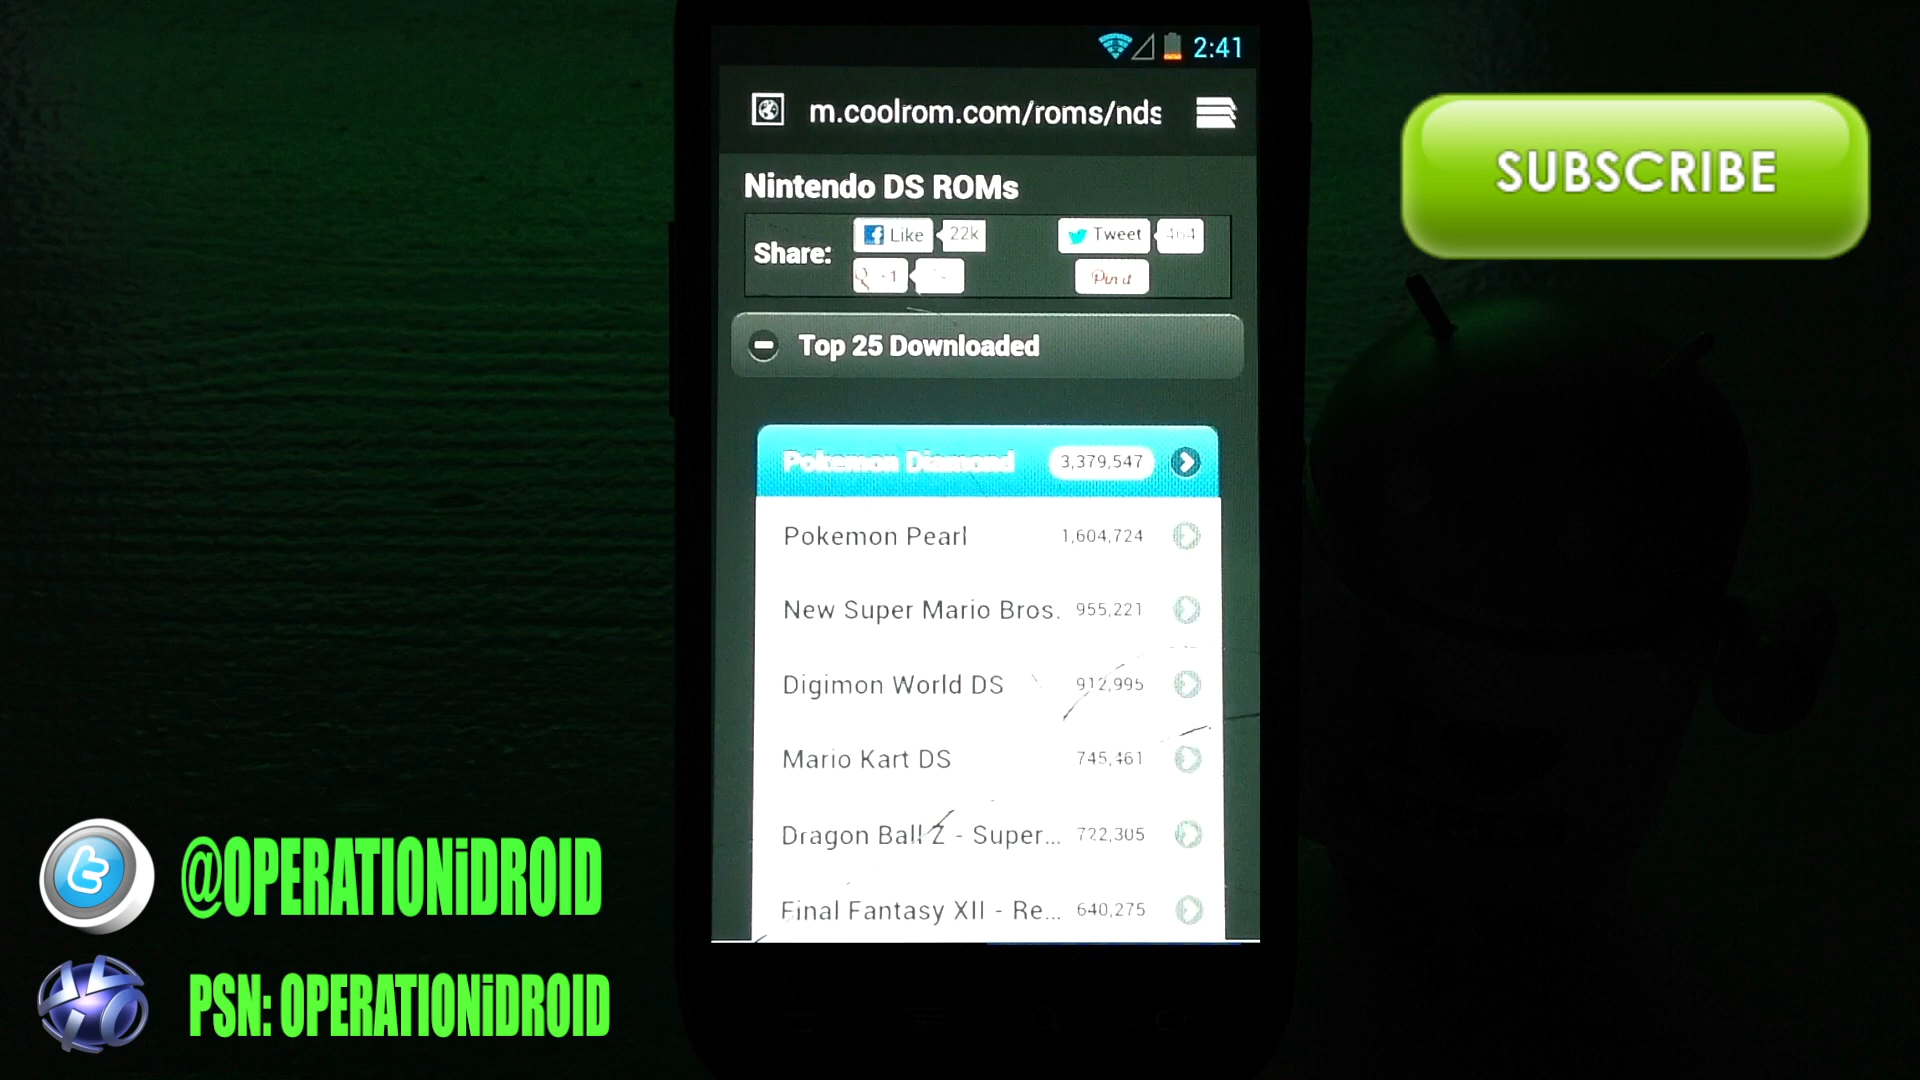 2:41
m.coolrom.com/roms/nds
SUBSCRIBE
Nintendo DS ROMs
Share:
Like 22k
Tweet 464
Pin it
Top 25 Downloaded
Pokemon Diamond 3,379,547
Pokemon Pearl 1,604,724
New Super Mario Bros. 955,221
Digimon World DS 912,995
Mario Kart DS 745,461
Dragon Ball Z - Super... 722,305
Final Fantasy XII - Re... 640,275
@OPERATIONiDROID
PSN: OPERATIONiDROID